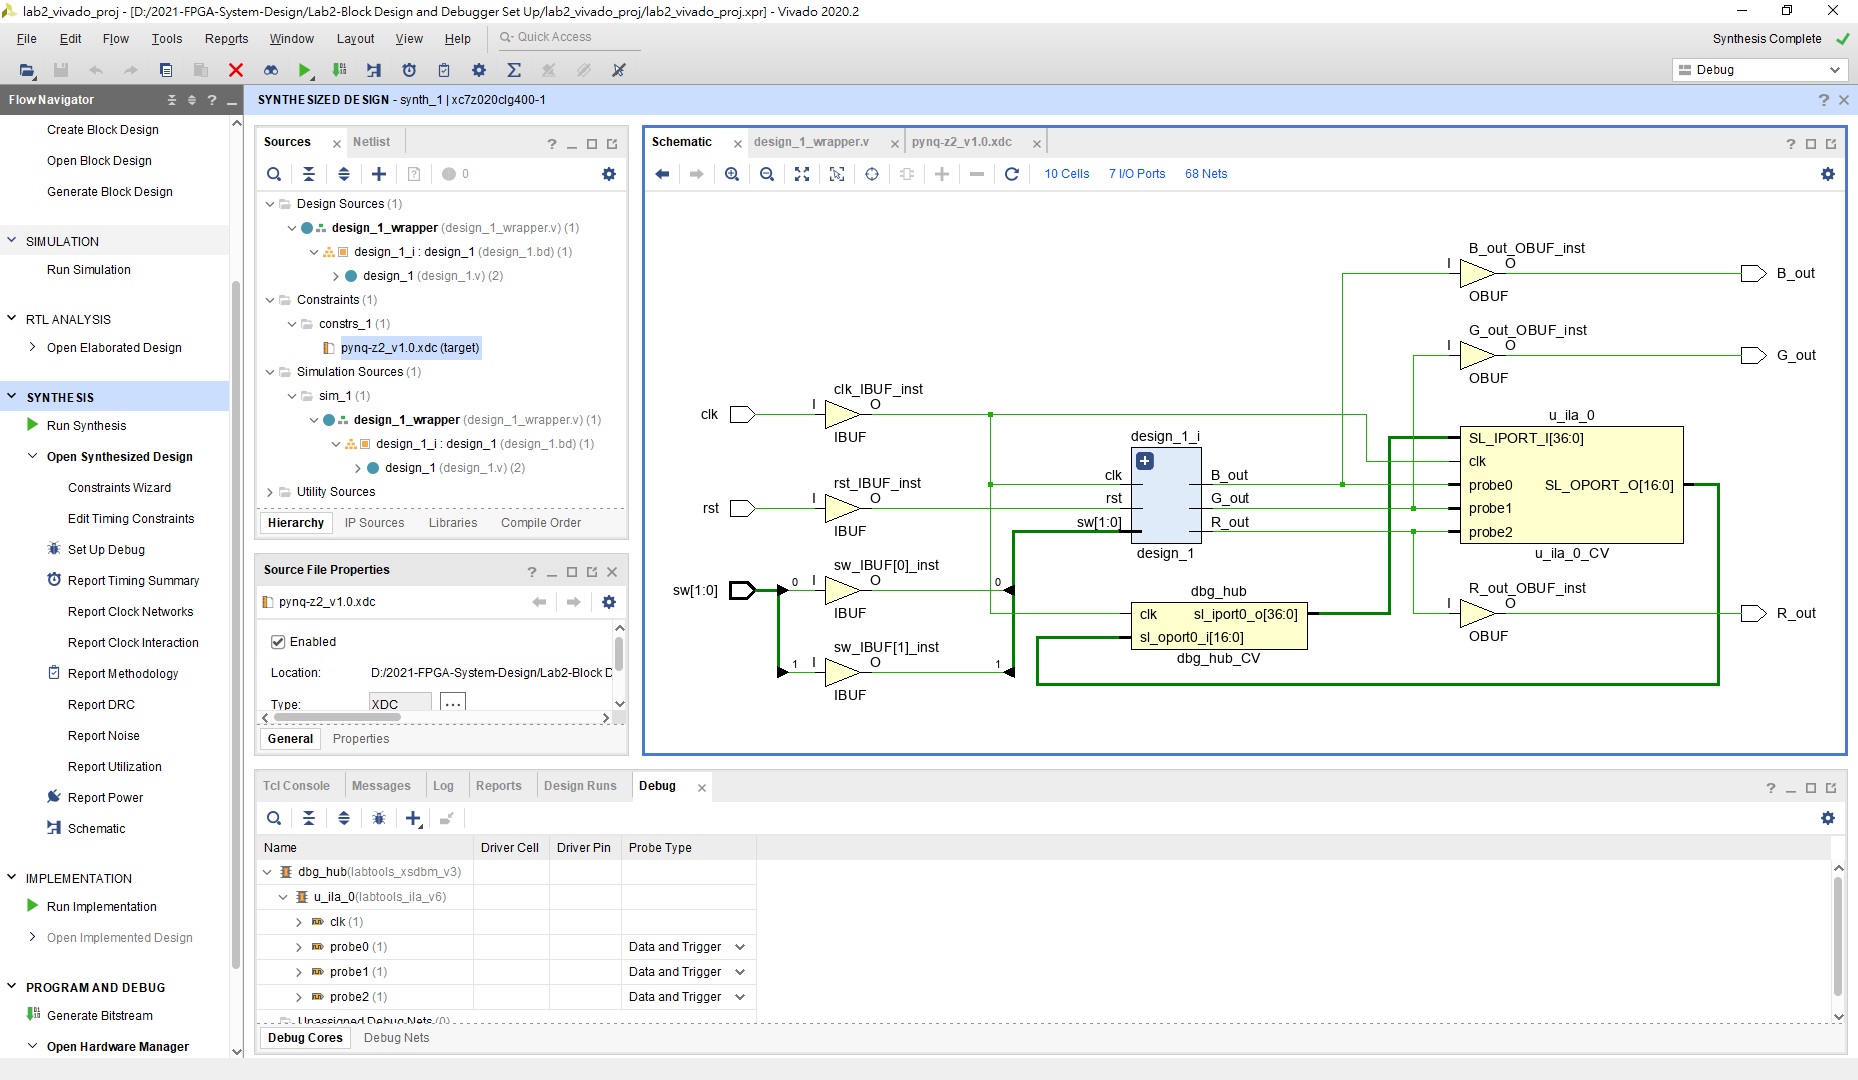 lab2_vivado_proj - [D:/2021-FPGA-System-Design/Lab2-Block Design and Debugger Set Up/lab2_vivado_proj/lab2_vivado_proj.xpr] - Vivado 2020.2
File Edit Flow Tools Reports Window Layout View Help Quick Access
Synthesis Complete
Debug
Flow Navigator
SYNTHESIZED DESIGN - synth_1 | xc7z020clg400-1
Create Block Design
Open Block Design
Generate Block Design
SIMULATION
Run Simulation
RTL ANALYSIS
Open Elaborated Design
SYNTHESIS
Run Synthesis
Open Synthesized Design
Constraints Wizard
Edit Timing Constraints
Set Up Debug
Report Timing Summary
Report Clock Networks
Report Clock Interaction
Report Methodology
Report DRC
Report Noise
Report Utilization
Report Power
Schematic
IMPLEMENTATION
Run Implementation
Open Implemented Design
PROGRAM AND DEBUG
Generate Bitstream
Open Hardware Manager
Sources Netlist
0
Design Sources (1)
design_1_wrapper (design_1_wrapper.v) (1)
design_1_i : design_1 (design_1.bd) (1)
design_1 (design_1.v) (2)
Constraints (1)
constrs_1 (1)
pynq-z2_v1.0.xdc (target)
Simulation Sources (1)
sim_1 (1)
design_1_wrapper (design_1_wrapper.v) (1)
design_1_i : design_1 (design_1.bd) (1)
design_1 (design_1.v) (2)
Utility Sources
Hierarchy IP Sources Libraries Compile Order
Source File Properties
pynq-z2_v1.0.xdc
Enabled
Location: D:/2021-FPGA-System-Design/Lab2-Block D
Type: XDC ...
General Properties
Schematic design_1_wrapper.v pynq-z2_v1.0.xdc
10 Cells 7 I/O Ports 68 Nets
B_out_OBUF_inst
I O
B_out
OBUF
G_out_OBUF_inst
I O
G_out
OBUF
clk_IBUF_inst
clk
I O
IBUF
rst_IBUF_inst
rst
I O
IBUF
sw_IBUF[0]_inst
sw[1:0]
0 I O 0
IBUF
sw_IBUF[1]_inst
1 I O 1
IBUF
design_1_i
clk B_out
rst G_out
sw[1:0] R_out
design_1
dbg_hub
clk sl_iport0_o[36:0]
sl_oport0_i[16:0]
dbg_hub_CV
u_ila_0
SL_IPORT_I[36:0]
clk
probe0 SL_OPORT_O[16:0]
probe1
probe2
u_ila_0_CV
R_out_OBUF_inst
I O
R_out
OBUF
Tcl Console Messages Log Reports Design Runs Debug
Name Driver Cell Driver Pin Probe Type
dbg_hub(labtools_xsdbm_v3)
u_ila_0(labtools_ila_v6)
clk (1)
probe0 (1) Data and Trigger
probe1 (1) Data and Trigger
probe2 (1) Data and Trigger
Unassigned Debug Nets (0)
Debug Cores Debug Nets